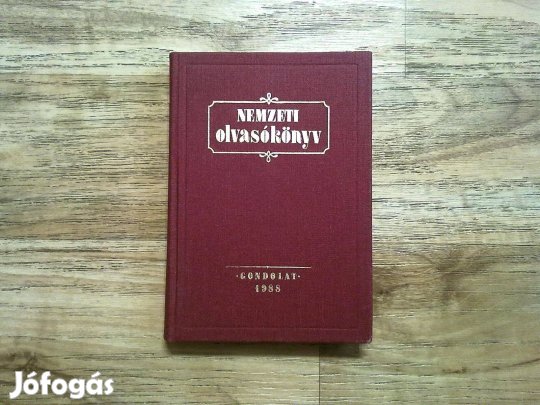 NEMZETI
olvasókönyv
·GONDOLAT·
1988
Jófogás